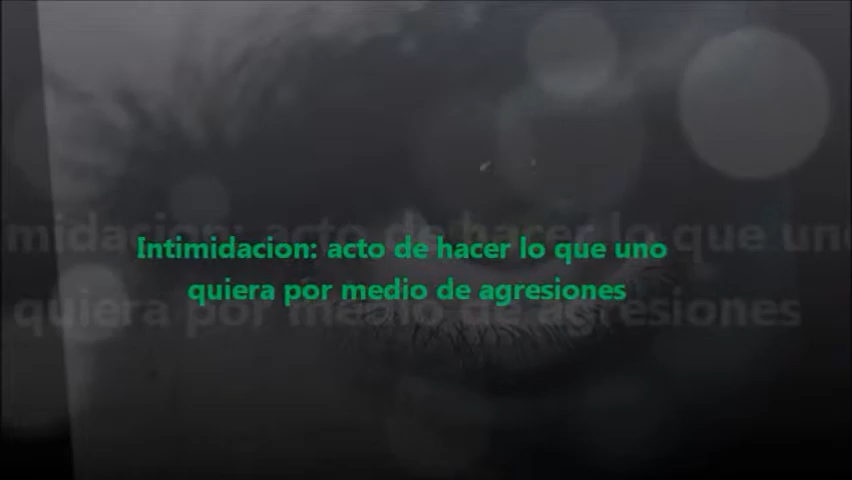 Intimidacion: acto de hacer lo que uno
quiera por medio de agresiones